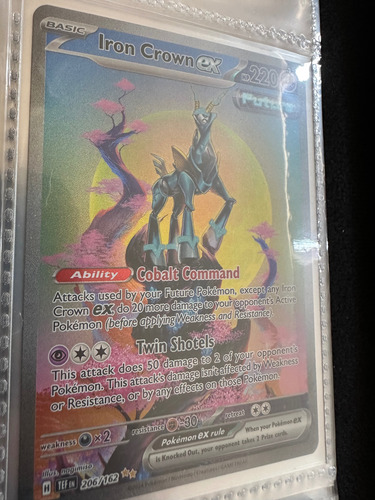 BASIC
Iron Crown ex
220
Future
Ability Cobalt Command
Attacks used by your Future Pokémon, except any Iron
Crown ex, do 20 more damage to your opponent's Active
Pokémon (before applying Weakness and Resistance).
Twin Shotels
This attack does 50 damage to 2 of your opponent's
Pokémon. This attack's damage isn't affected by Weakness
or Resistance, or by any effects on those Pokémon.
weakness ×2 resistance -30 retreat
Pokémon ex rule When your Pokémon ex
is Knocked Out, your opponent takes 2 Prize cards.
Illus.
H TEF EN 206/162